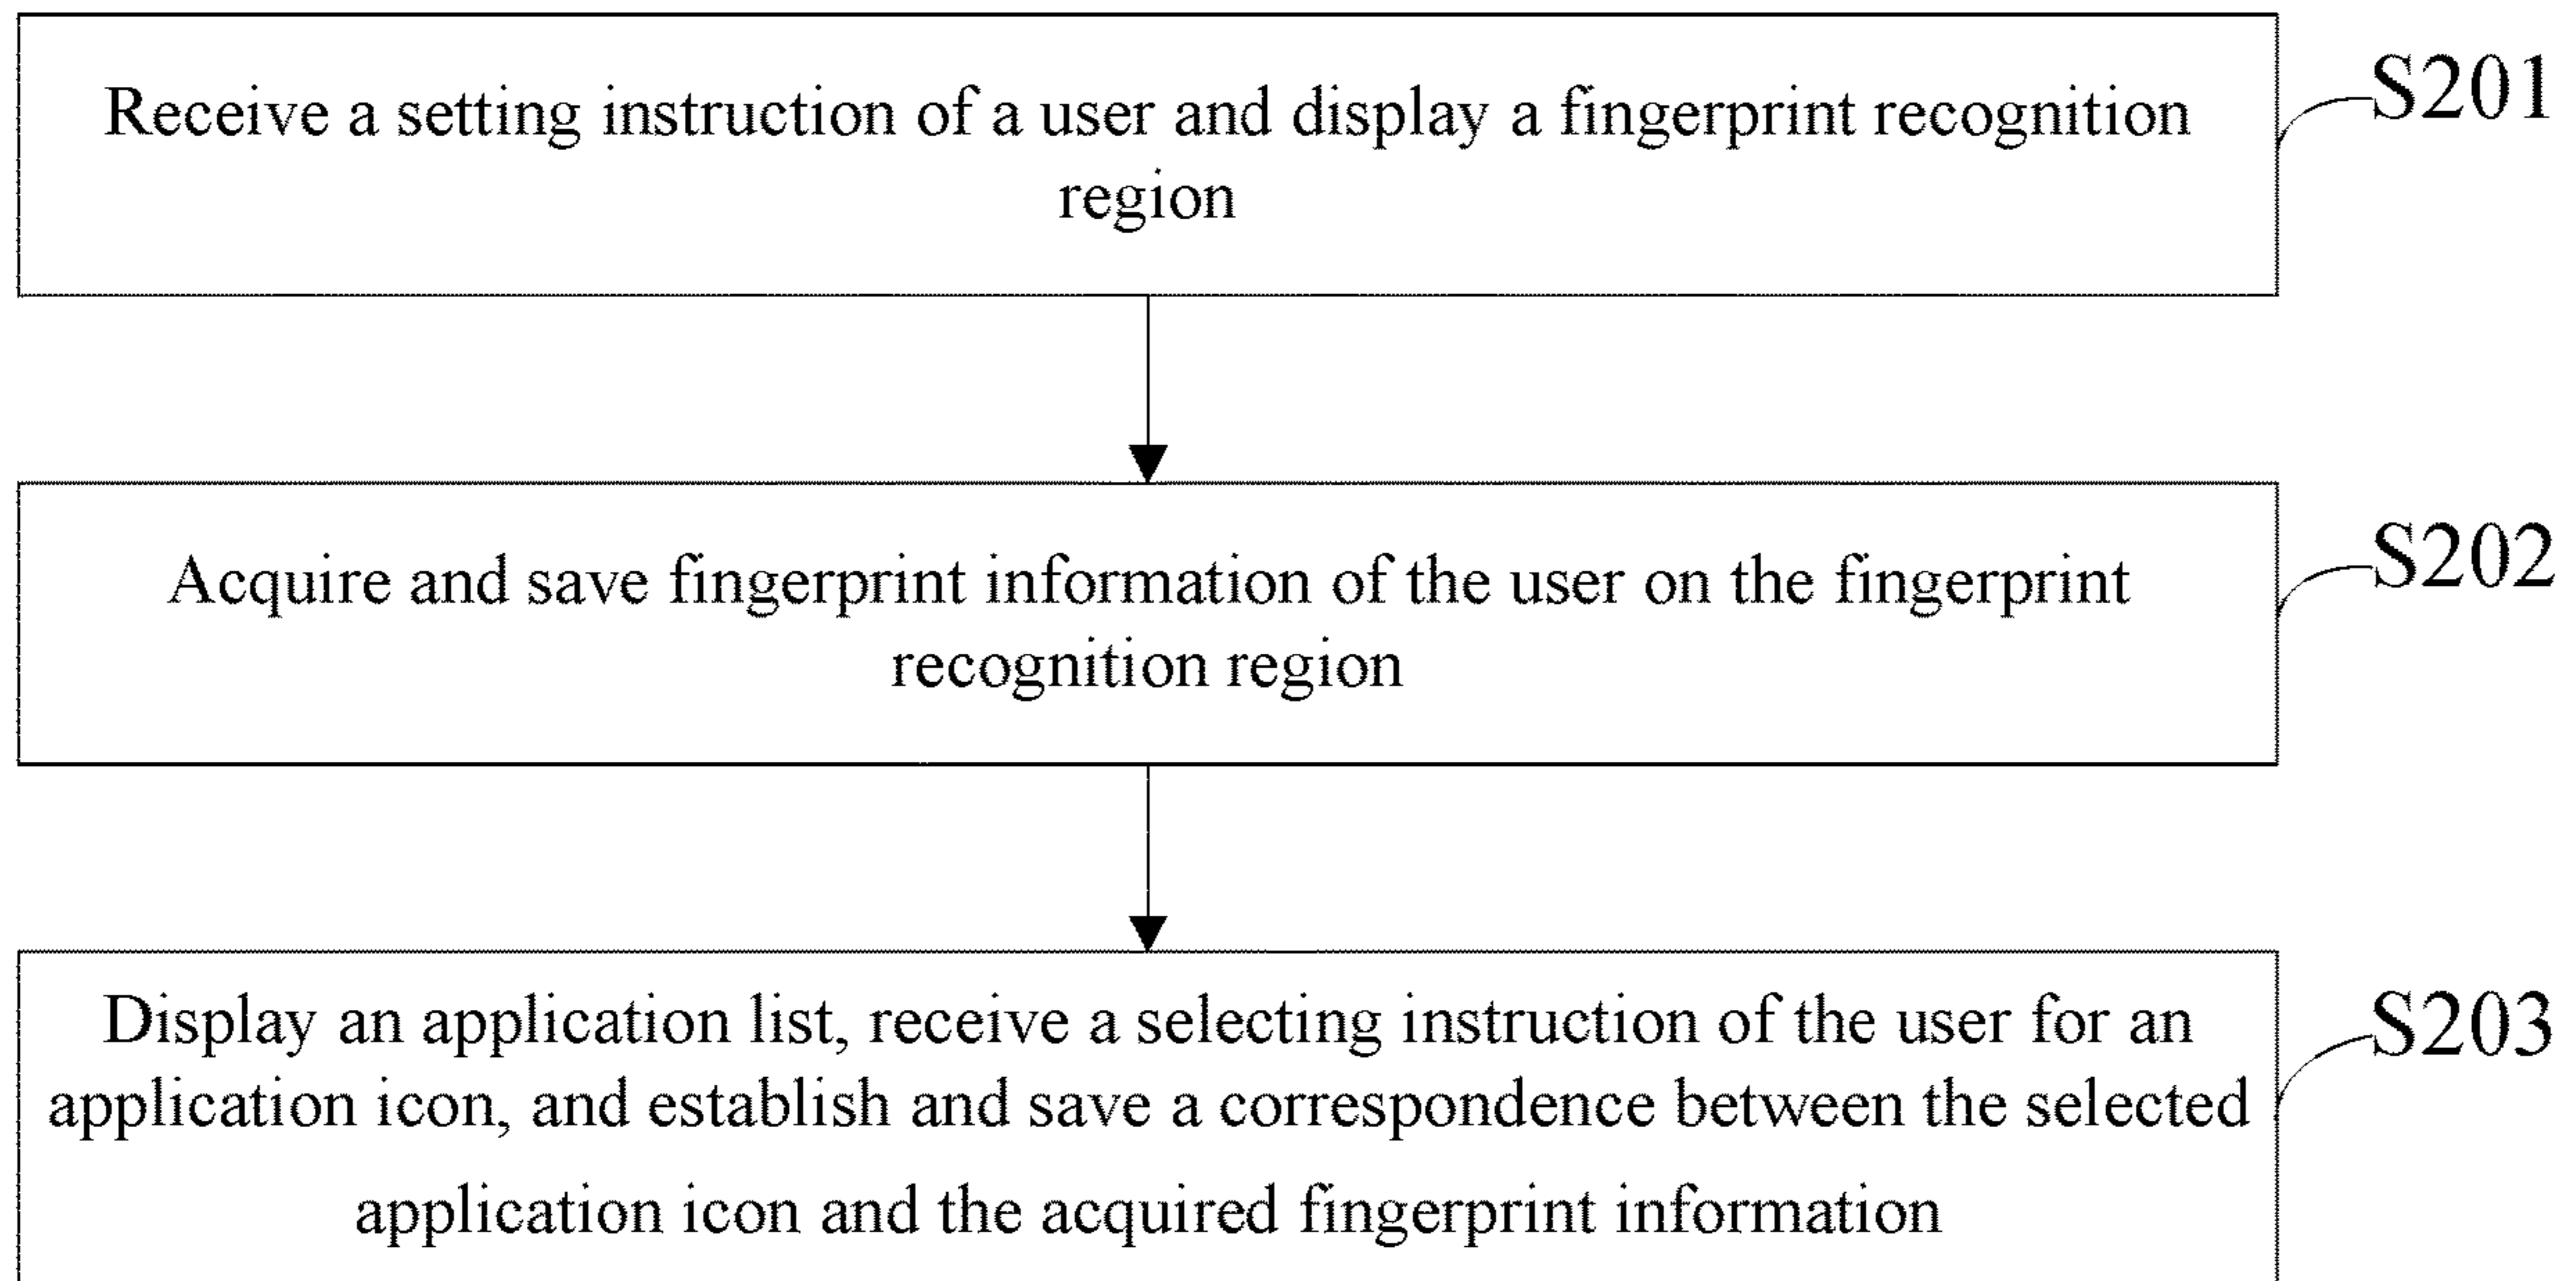 Receive a setting instruction of a user and display a fingerprint recognition
region
S201
Acquire and save fingerprint information of the user on the fingerprint
recognition region
S202
Display an application list, receive a selecting instruction of the user for an
application icon, and establish and save a correspondence between the selected
application icon and the acquired fingerprint information
S203